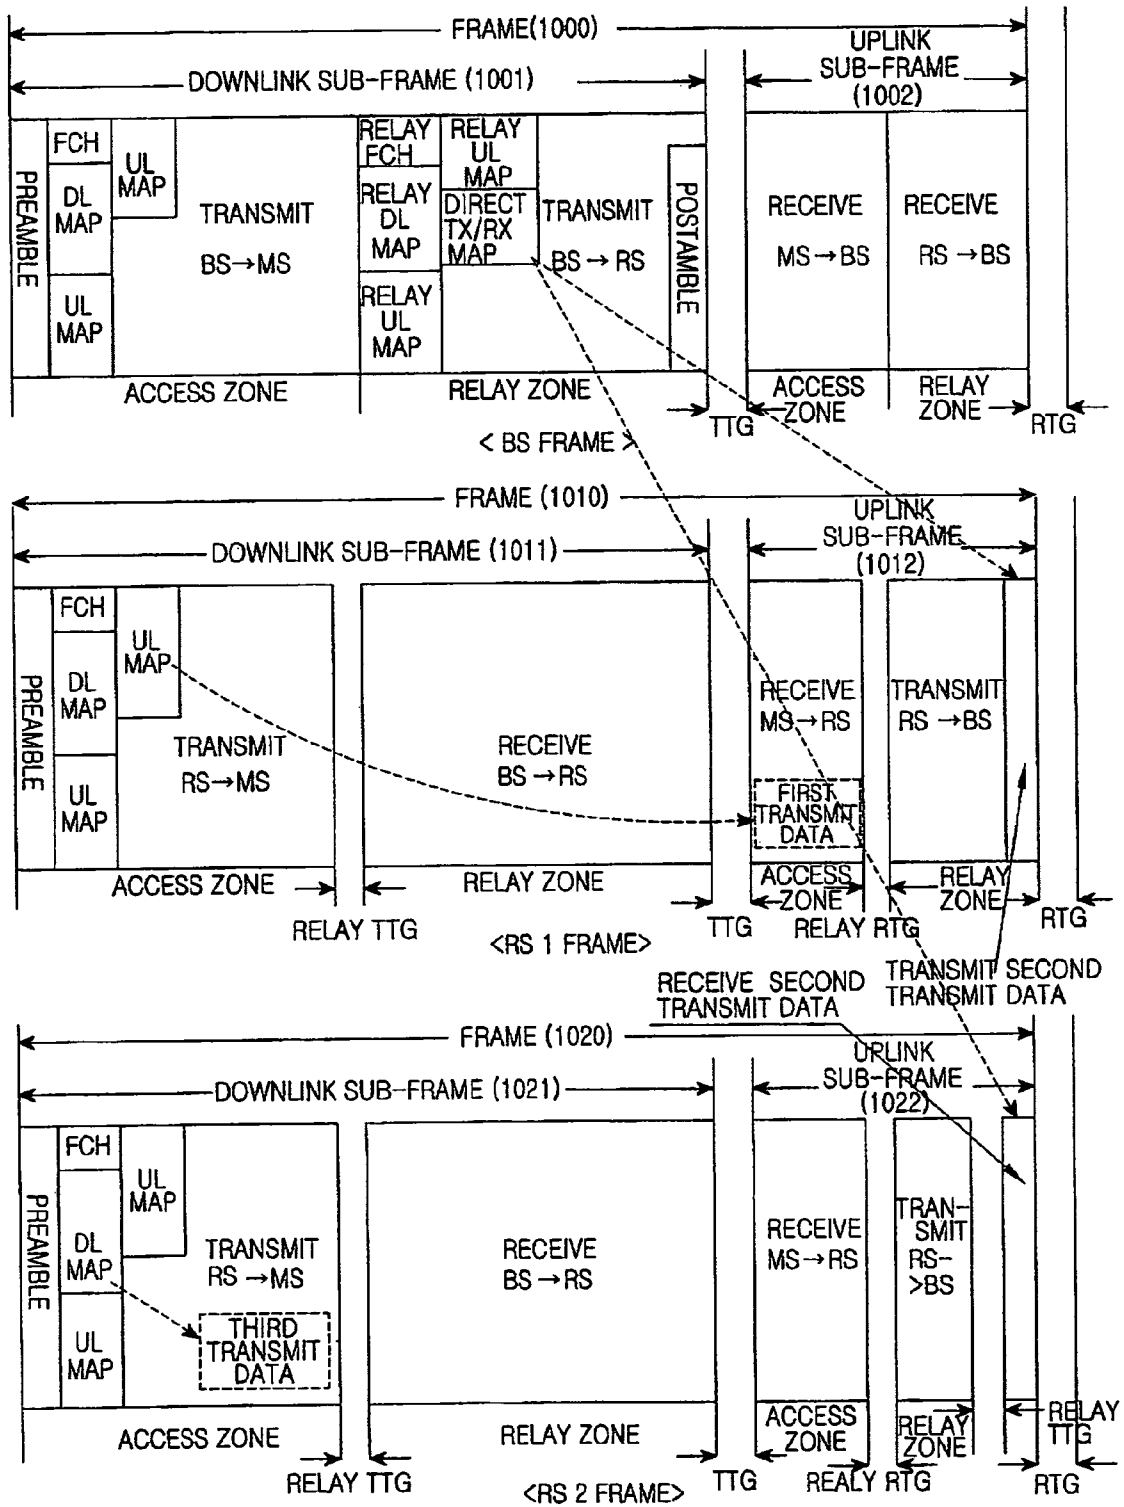 FRAME(1000)
DOWNLINK SUB-FRAME (1001)
UPLINK
SUB-FRAME
(1002)
PREAMBLE
FCH
DL
MAP
UL
MAP
UL
MAP
TRANSMIT
BS→MS
RELAY
FCH
RELAY
DL
MAP
RELAY
UL
MAP
RELAY
UL
MAP
DIRECT
TX/RX
MAP
TRANSMIT
BS→RS
POSTAMBLE
RECEIVE
MS→BS
RECEIVE
RS→BS
ACCESS ZONE
RELAY ZONE
TTG
ACCESS
ZONE
RELAY
ZONE
RTG
< BS FRAME >
FRAME (1010)
DOWNLINK SUB-FRAME (1011)
UPLINK
SUB-FRAME
(1012)
PREAMBLE
FCH
DL
MAP
UL
MAP
UL
MAP
TRANSMIT
RS→MS
RECEIVE
BS→RS
RECEIVE
MS→RS
FIRST
TRANSMIT
DATA
TRANSMIT
RS→BS
ACCESS ZONE
RELAY TTG
RELAY ZONE
TTG
ACCESS
ZONE
RELAY RTG
RELAY
ZONE
RTG
<RS 1 FRAME>
RECEIVE SECOND
TRANSMIT DATA
TRANSMIT SECOND
TRANSMIT DATA
FRAME (1020)
DOWNLINK SUB-FRAME (1021)
UPLINK
SUB-FRAME
(1022)
PREAMBLE
FCH
DL
MAP
UL
MAP
UL
MAP
TRANSMIT
RS→MS
THIRD
TRANSMIT
DATA
RECEIVE
BS→RS
RECEIVE
MS→RS
TRAN-
SMIT
RS-
>BS
ACCESS ZONE
RELAY TTG
RELAY ZONE
TTG
ACCESS
ZONE
REALY RTG
RELAY
ZONE
RELAY
TTG
RTG
<RS 2 FRAME>